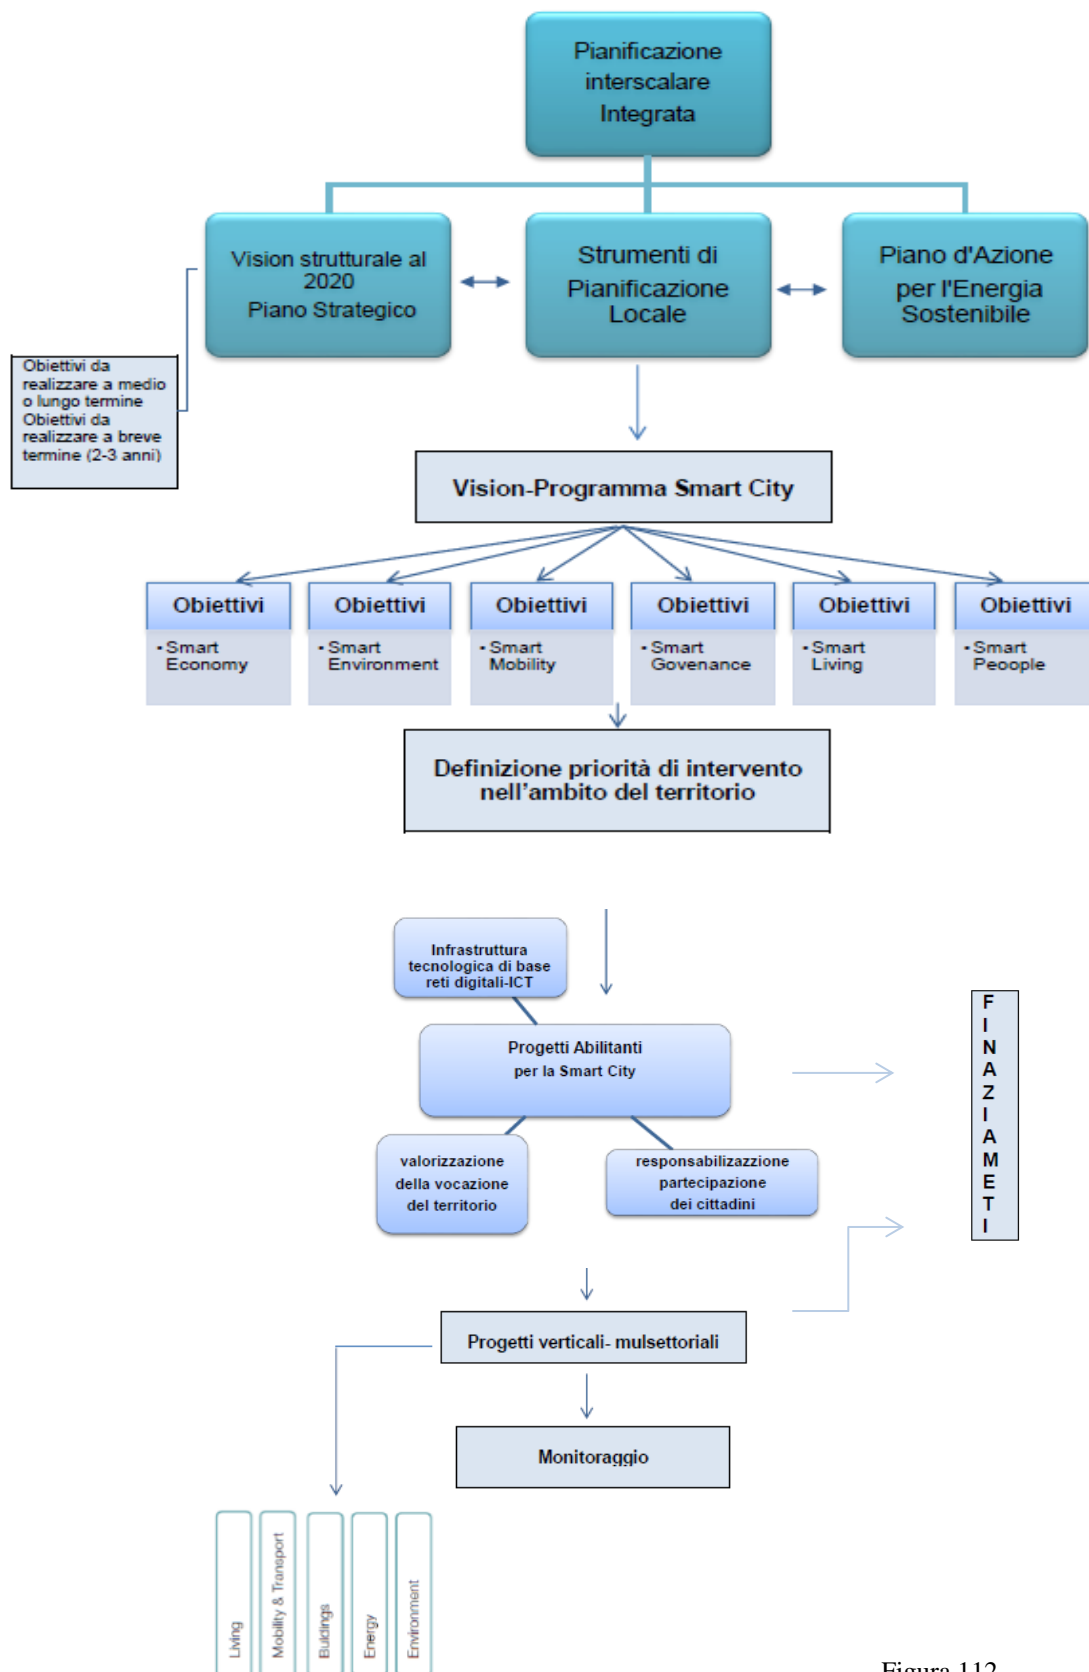 Pianificazione
interscalare
Integrata
Vision strutturale al
2020
Piano Strategico
Strumenti di
Pianificazione
Locale
Piano d'Azione
per l'Energia
Sostenibile
Obiettivi da
realizzare a medio
o lungo termine
Obiettivi da
realizzare a breve
termine (2-3 anni)
Vision-Programma Smart City
Obiettivi
• Smart
Economy
Obiettivi
• Smart
Environment
Obiettivi
• Smart
Mobility
Obiettivi
• Smart
Govenance
Obiettivi
• Smart
Living
Obiettivi
• Smart
Peoople
Definizione priorità di intervento
nell'ambito del territorio
Infrastruttura
tecnologica di base
reti digitali-ICT
Progetti Abilitanti
per la Smart City
valorizzazione
della vocazione
del territorio
responsabilizazzione
partecipazione
dei cittadini
F
I
N
A
Z
I
A
M
E
T
I
Progetti verticali- mulsettoriali
Monitoraggio
Living
Mobility & Transport
Buldings
Energy
Environment
Figura 112